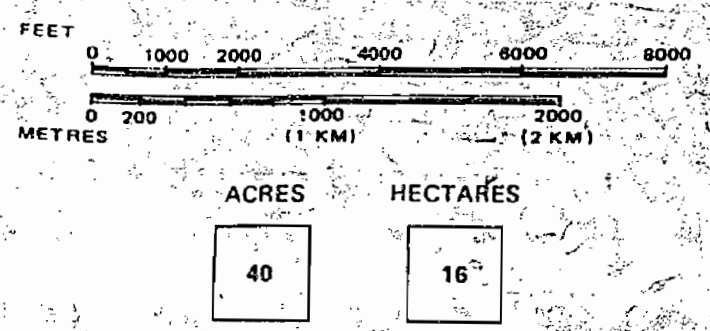 FEET
0 1000 2000 4000 6000 8000
0 200 1000 2000
METRES (1 KM) (2 KM)
ACRES HECTARES
40 16